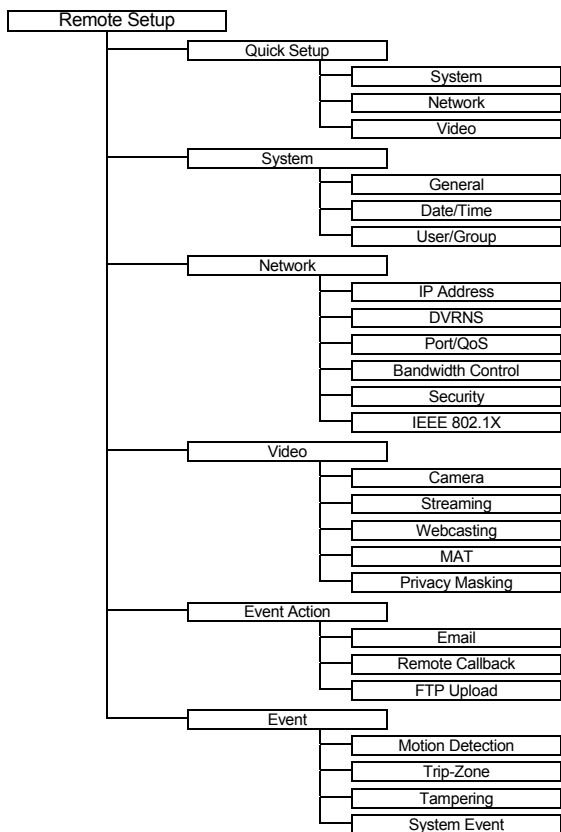 Remote Setup
Quick Setup
System
Network
Video
System
General
Date/Time
User/Group
Network
IP Address
DVRNS
Port/QoS
Bandwidth Control
Security
IEEE 802.1X
Video
Camera
Streaming
Webcasting
MAT
Privacy Masking
Event Action
Email
Remote Callback
FTP Upload
Event
Motion Detection
Trip-Zone
Tampering
System Event